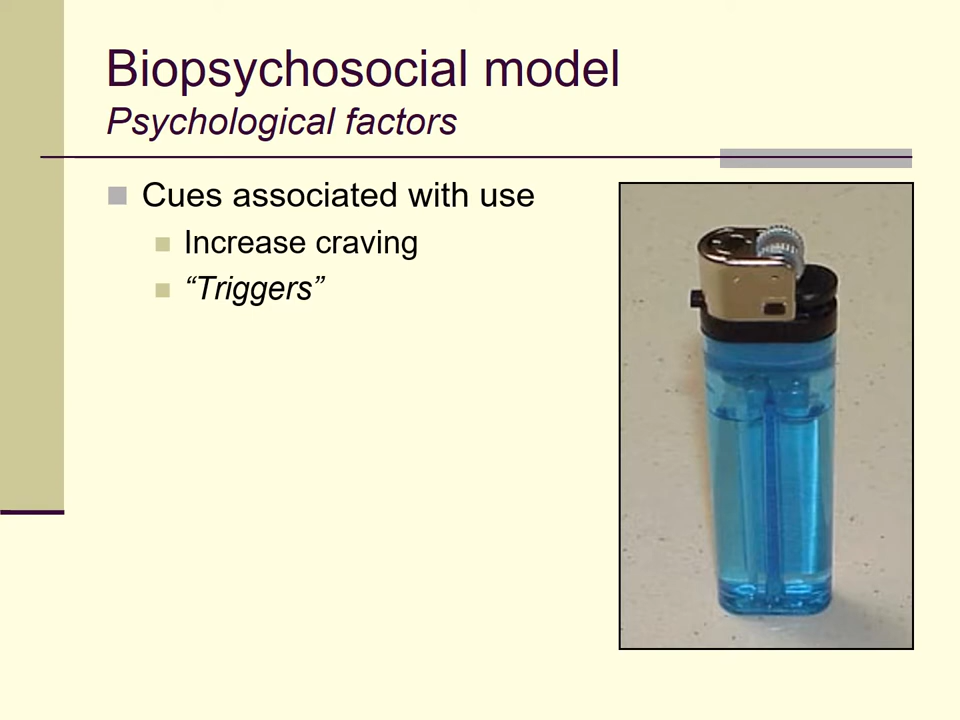 Biopsychosocial model
Psychological factors
Cues associated with use
Increase craving
“Triggers”